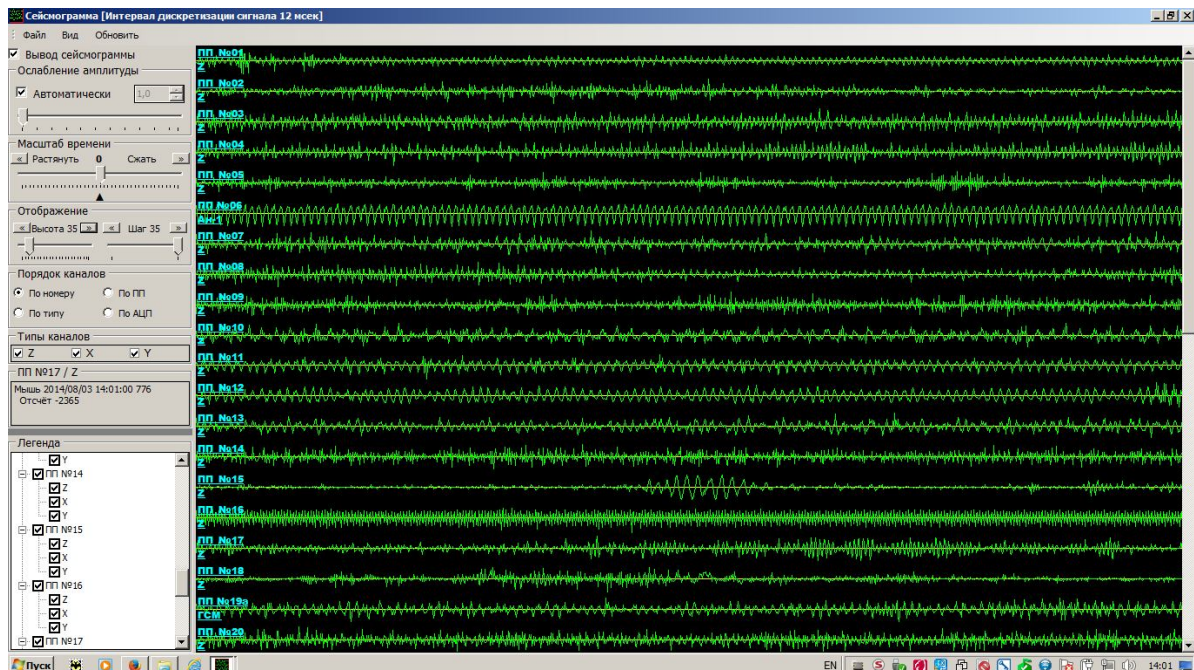 Сейсмограмма [Интервал дискретизации сигнала 12 мсек]
Файл Вид Обновить
Вывод сейсмограммы
Ослабление амплитуды
Автоматически 1,0
Масштаб времени
« Растянуть 0 Сжать »
Отображение
« Высота 35 » « Шаг 35 »
Порядок каналов
По номеру По ПП
По типу По АЦП
Типы каналов
Z X Y
ПП №17 / Z
Мышь 2014/08/03 14:01:00 776
Отсчёт -2365
Легенда
Y
ПП №14
Z
X
Y
ПП №15
Z
X
Y
ПП №16
Z
X
Y
ПП №17
ПП №01
Z
ПП №02
Z
ПП №03
Z
ПП №04
Z
ПП №05
Z
ПП №06
Ан-1
ПП №07
Z
ПП №08
Z
ПП №09
Z
ПП №10
Z
ПП №11
Z
ПП №12
Z
ПП №13
Z
ПП №14
Z
ПП №15
Z
ПП №16
Z
ПП №17
Z
ПП №18
Z
ПП №19а
ГСМ
ПП №20
Z
Пуск EN 14:01